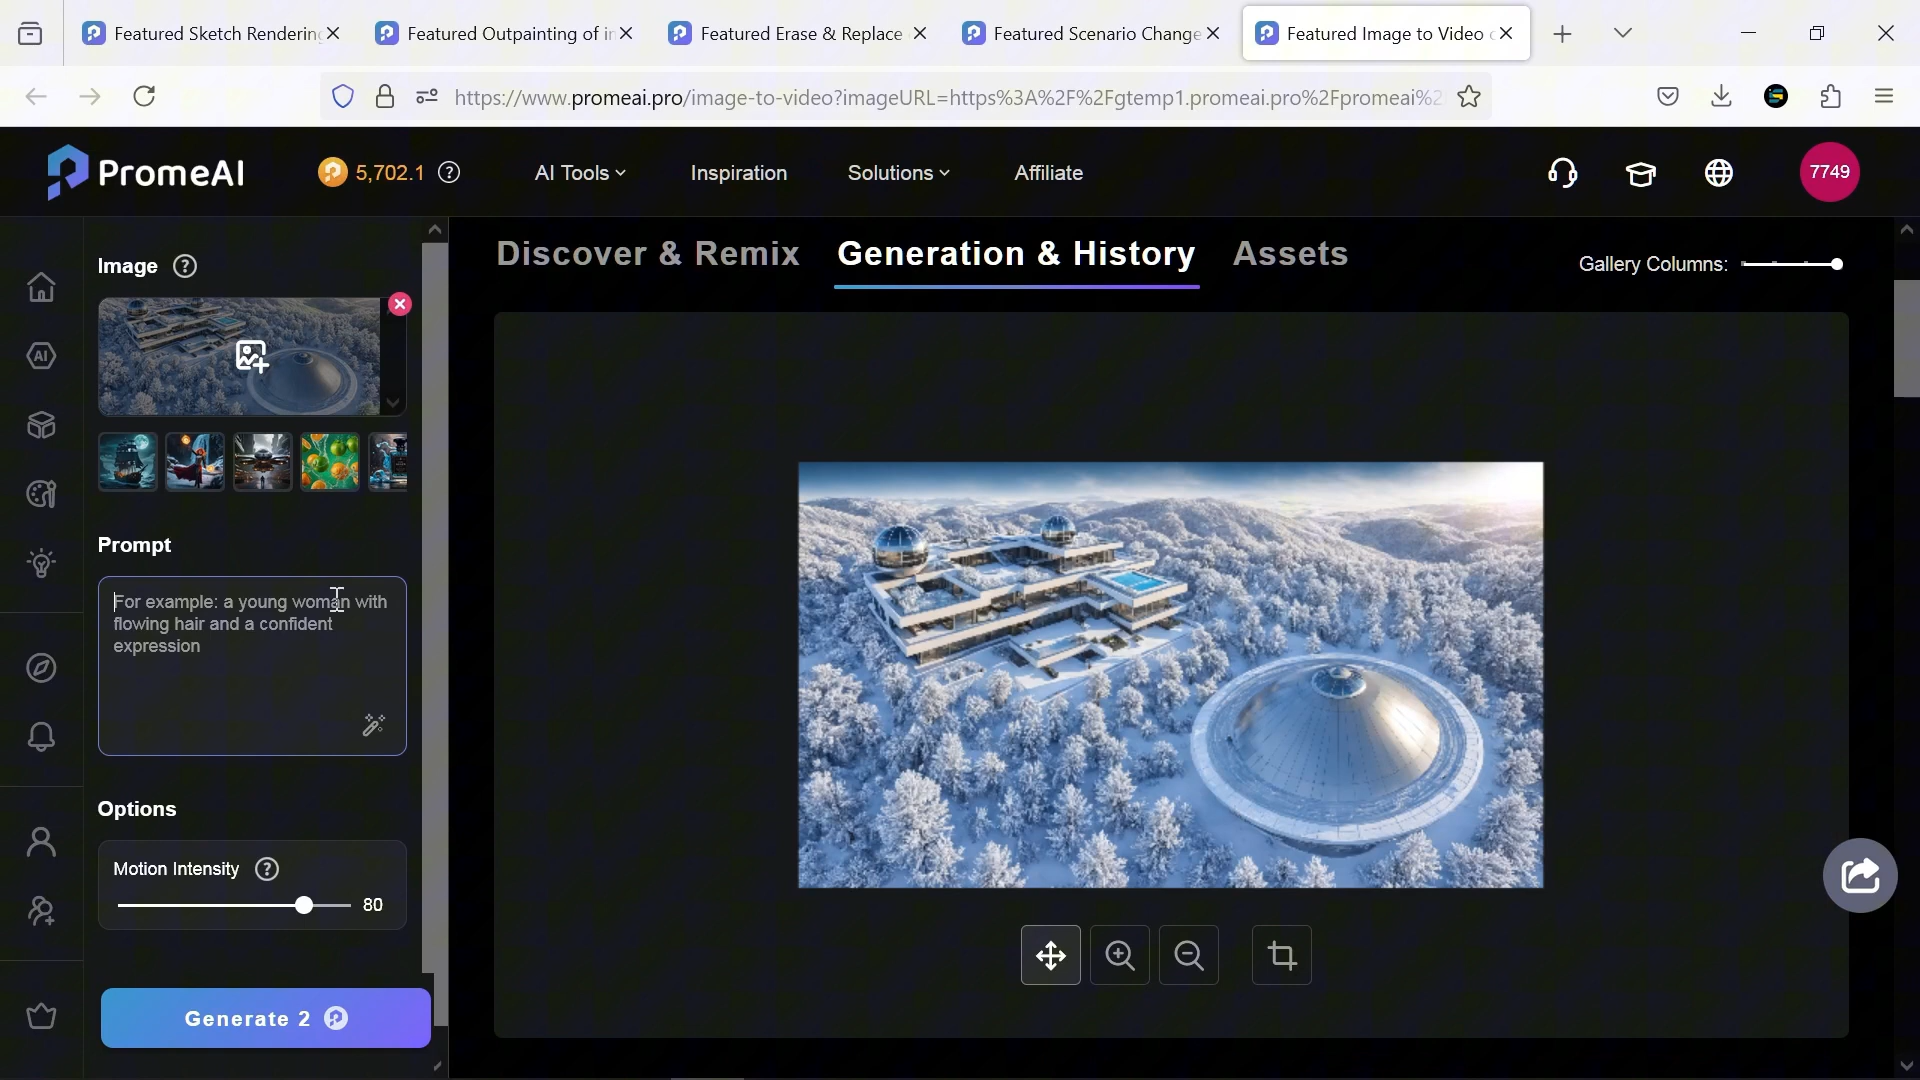 Featured Sketch Rendering
Featured Outpainting of i
Featured Erase & Replace
Featured Scenario Change
Featured Image to Video
https://www.promeai.pro/image-to-video?imageURL=https%3A%2F%2Fgtemp1.promeai.pro%2Fpromeai%2
PromeAI
5,702.1
AI Tools
Inspiration
Solutions
Affiliate
7749
Image
Discover & Remix
Generation & History
Assets
Gallery Columns:
AI
Prompt
For example: a young woman with
flowing hair and a confident
expression
Options
Motion Intensity
80
Generate 2